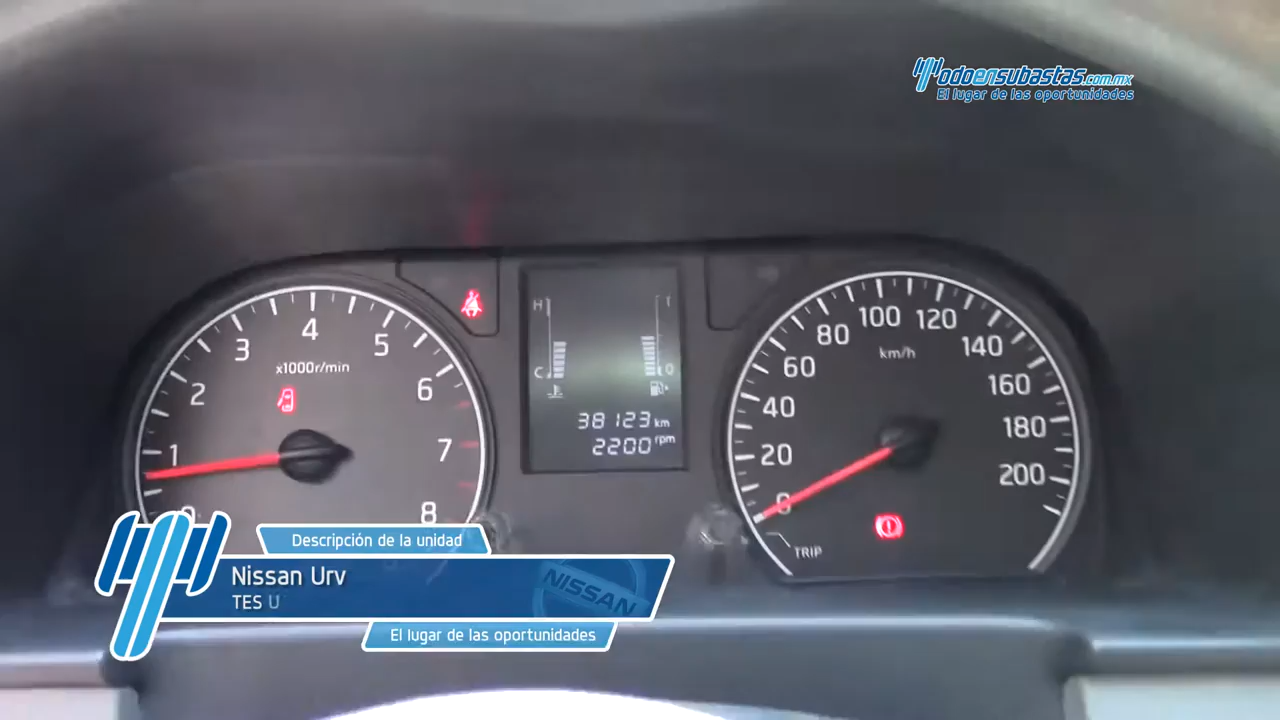 Todoensubastas.com.mx
El lugar de las oportunidades
x1000r/min
0 1 2 3 4 5 6 7 8
H
C
38123 km
2200 rpm
km/h
0 20 40 60 80 100 120 140 160 180 200
TRIP
Descripción de la unidad
Nissan Urv
TES U
NISSAN
El lugar de las oportunidades